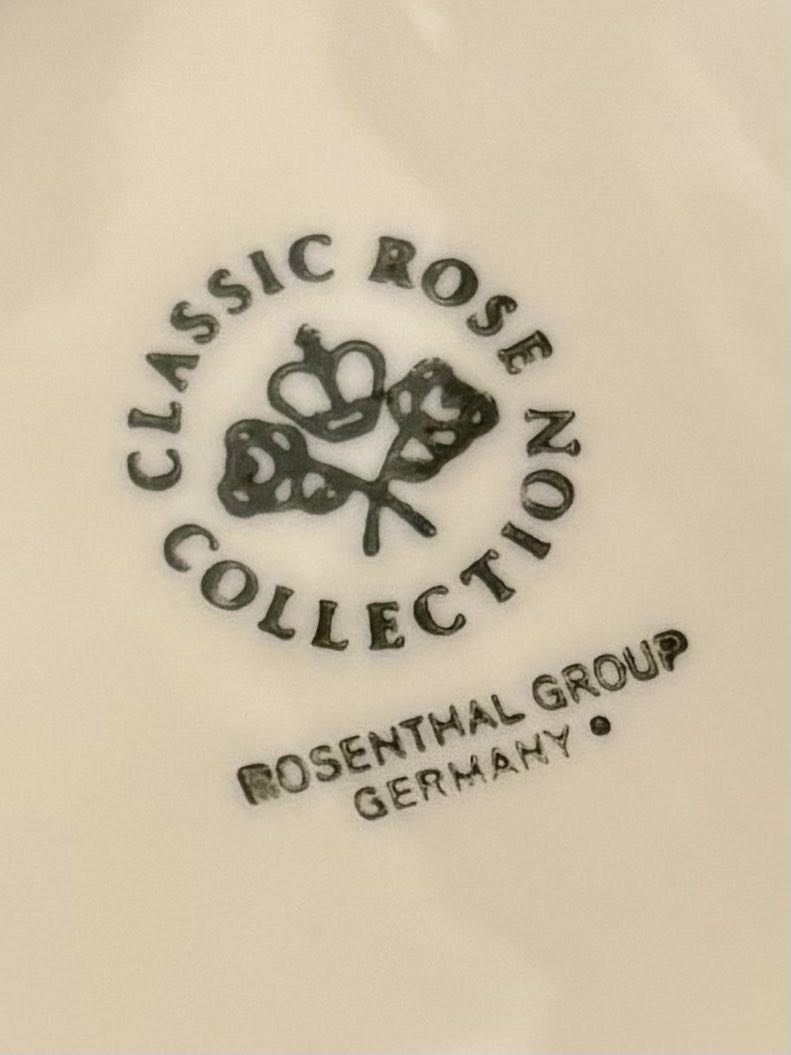 CLASSIC ROSE
COLLECTION
ROSENTHAL GROUP
GERMANY